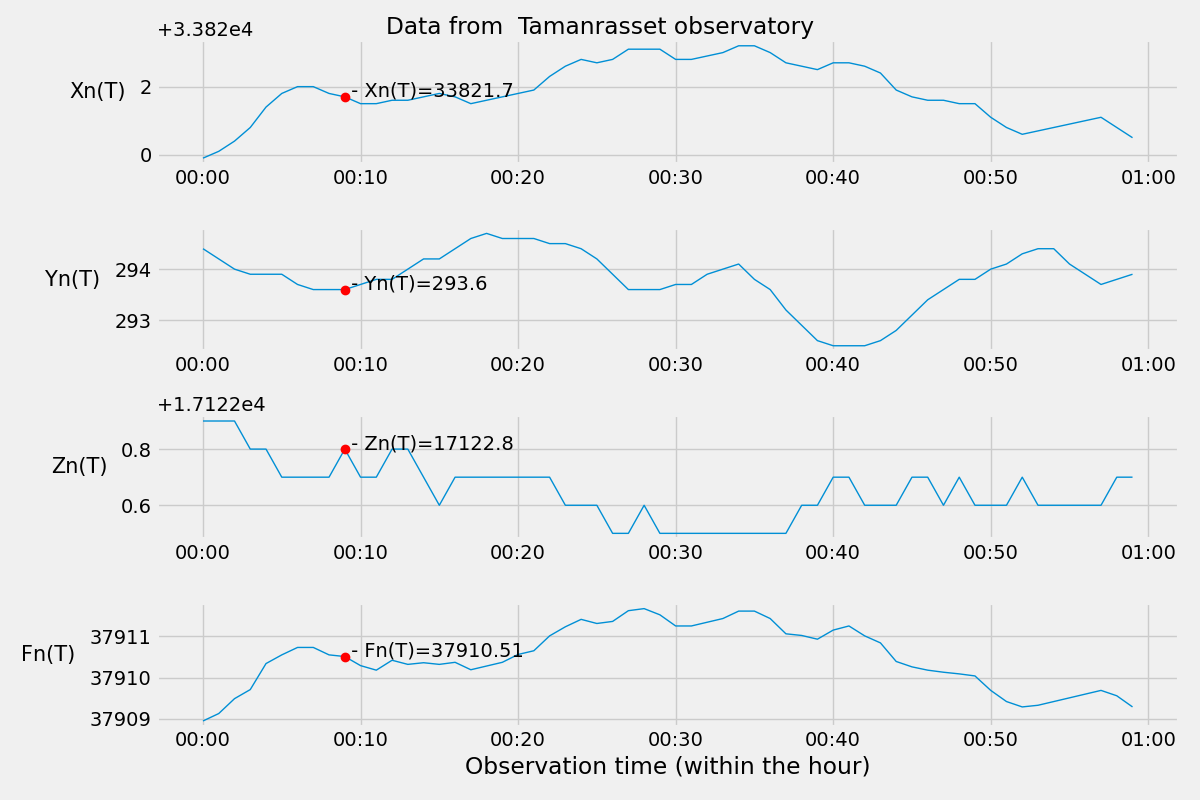 Data from  Tamanrasset observatory
+3.382e4
Xn(T)
2
0
- Xn(T)=33821.7
00:00 00:10 00:20 00:30 00:40 00:50 01:00
Yn(T)
294
293
- Yn(T)=293.6
00:00 00:10 00:20 00:30 00:40 00:50 01:00
+1.7122e4
Zn(T)
0.8
0.6
- Zn(T)=17122.8
00:00 00:10 00:20 00:30 00:40 00:50 01:00
Fn(T)
37911
37910
37909
- Fn(T)=37910.51
00:00 00:10 00:20 00:30 00:40 00:50 01:00
Observation time (within the hour)